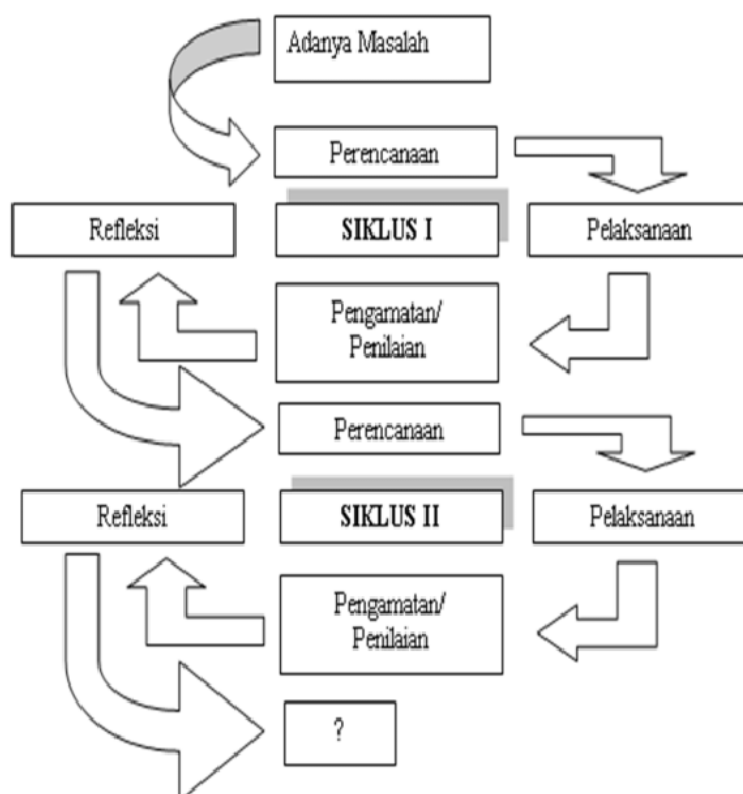 Adanya Masalah
Perencanaan
Refleksi
SIKLUS I
Pelaksanaan
Pengamatan/
Penilaian
Perencanaan
Refleksi
SIKLUS II
Pelaksanaan
Pengamatan/
Penilaian
?